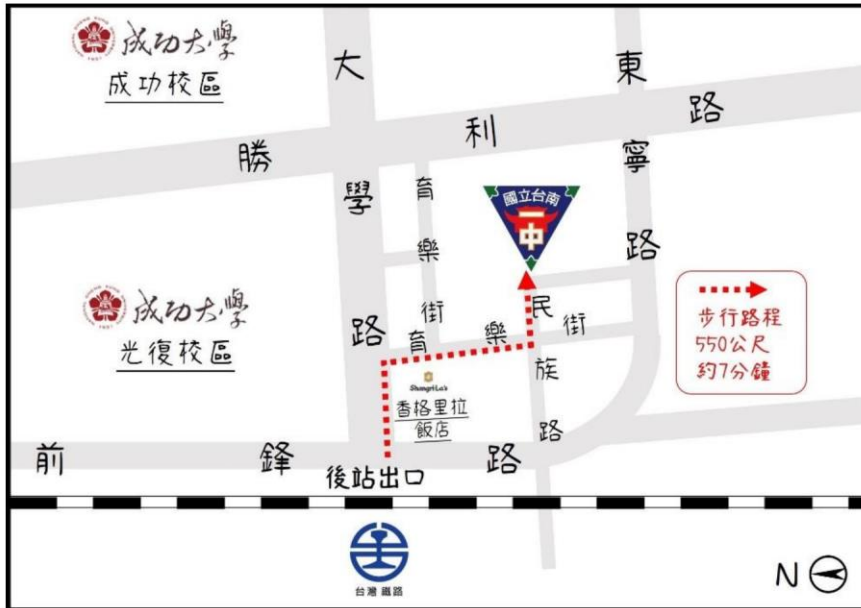 成功大學
成功校區
大學路
東寧路
勝利路
育樂街
國立台南
一中
成功大學
光復校區
育樂街
民族路
Shangri-La's
香格里拉
飯店
步行路程
550公尺
約7分鐘
前鋒路
後站出口
台灣鐵路
N